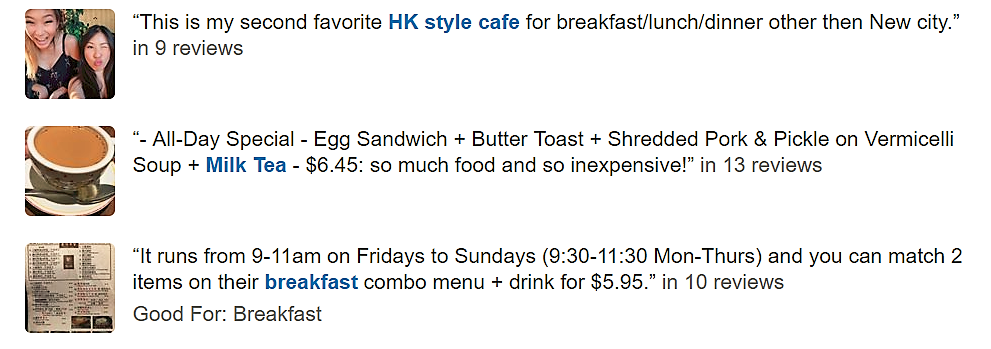 “This is my second favorite HK style cafe for breakfast/lunch/dinner other then New city.”
in 9 reviews
“- All-Day Special - Egg Sandwich + Butter Toast + Shredded Pork & Pickle on Vermicelli
Soup + Milk Tea - $6.45: so much food and so inexpensive!” in 13 reviews
“It runs from 9-11am on Fridays to Sundays (9:30-11:30 Mon-Thurs) and you can match 2
items on their breakfast combo menu + drink for $5.95.” in 10 reviews
Good For: Breakfast